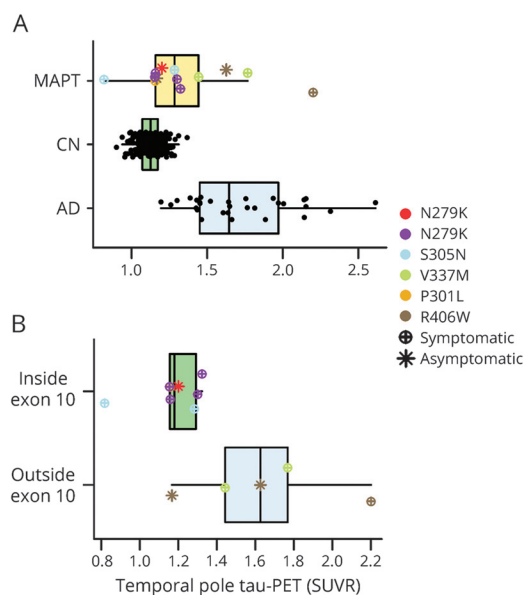 A
MAPT
CN
AD
1.0 1.5 2.0 2.5
N279K
N279K
S305N
V337M
P301L
R406W
Symptomatic
Asymptomatic
B
Inside
exon 10
Outside
exon 10
0.8 1.0 1.2 1.4 1.6 1.8 2.0 2.2
Temporal pole tau-PET (SUVR)